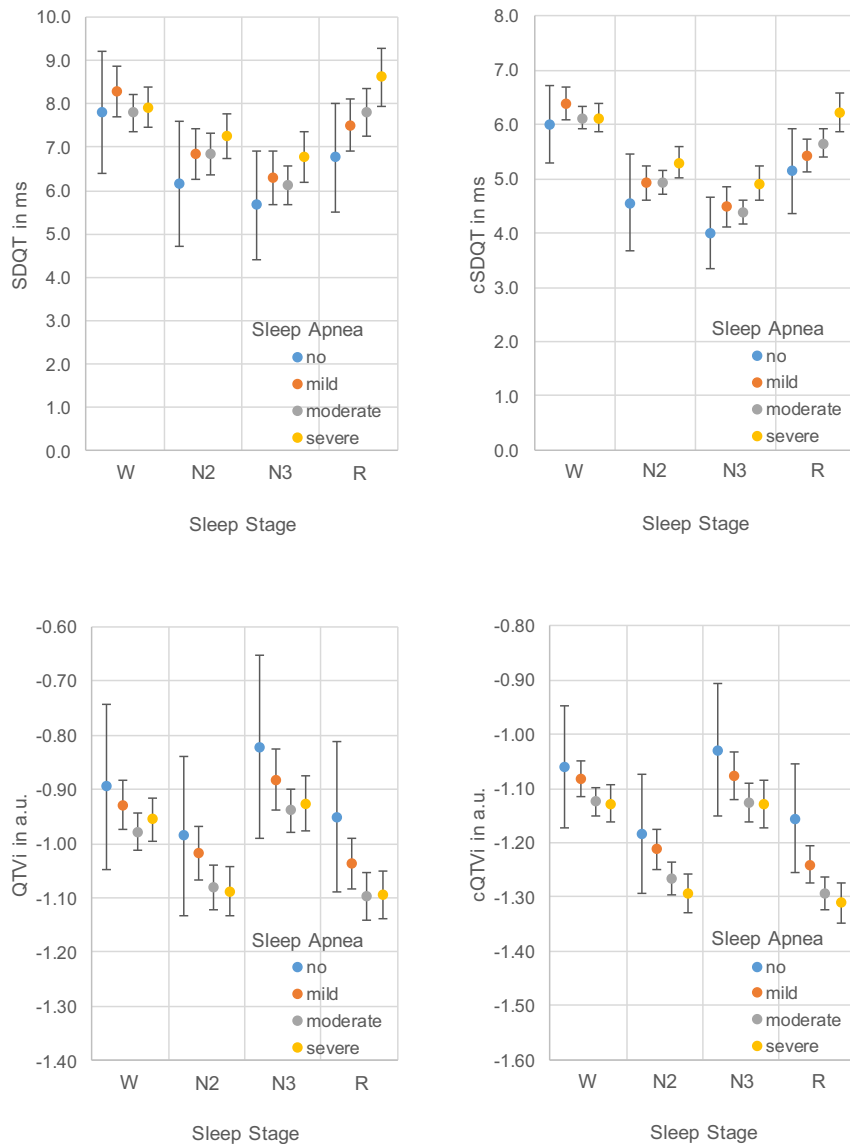 10.0
9.0
8.0
7.0
6.0
5.0
4.0
3.0
2.0
1.0
0.0
SDQT in ms
Sleep Apnea
no
mild
moderate
severe
W N2 N3 R
Sleep Stage
8.0
7.0
6.0
5.0
4.0
3.0
2.0
1.0
0.0
cSDQT in ms
Sleep Apnea
no
mild
moderate
severe
W N2 N3 R
Sleep Stage
-0.60
-0.70
-0.80
-0.90
-1.00
-1.10
-1.20
-1.30
-1.40
QTVi in a.u.
Sleep Apnea
no
mild
moderate
severe
W N2 N3 R
Sleep Stage
-0.80
-0.90
-1.00
-1.10
-1.20
-1.30
-1.40
-1.50
-1.60
cQTVi in a.u.
Sleep Apnea
no
mild
moderate
severe
W N2 N3 R
Sleep Stage